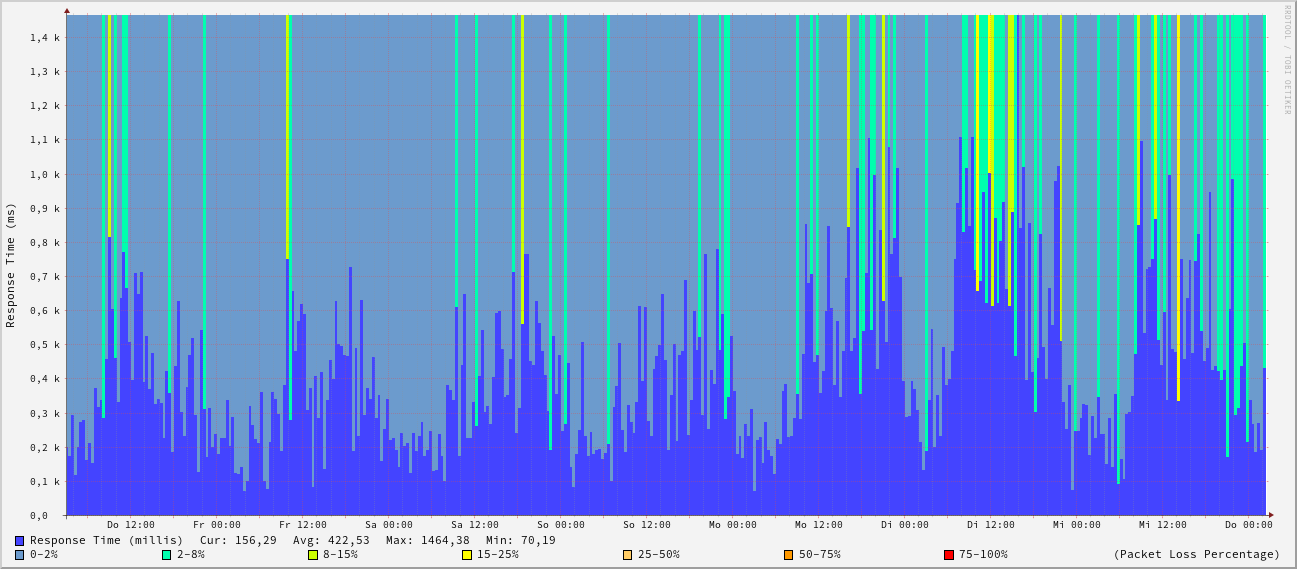 RRDTOOL / TOBI OETIKER
Response Time (ms)
1,4 k
1,3 k
1,2 k
1,1 k
1,0 k
0,9 k
0,8 k
0,7 k
0,6 k
0,5 k
0,4 k
0,3 k
0,2 k
0,1 k
0,0
Do 12:00 Fr 00:00 Fr 12:00 Sa 00:00 Sa 12:00 So 00:00 So 12:00 Mo 00:00 Mo 12:00 Di 00:00 Di 12:00 Mi 00:00 Mi 12:00 Do 00:00
Response Time (millis) Cur: 156,29 Avg: 422,53 Max: 1464,38 Min: 70,19
0-2% 2-8% 8-15% 15-25% 25-50% 50-75% 75-100% (Packet Loss Percentage)